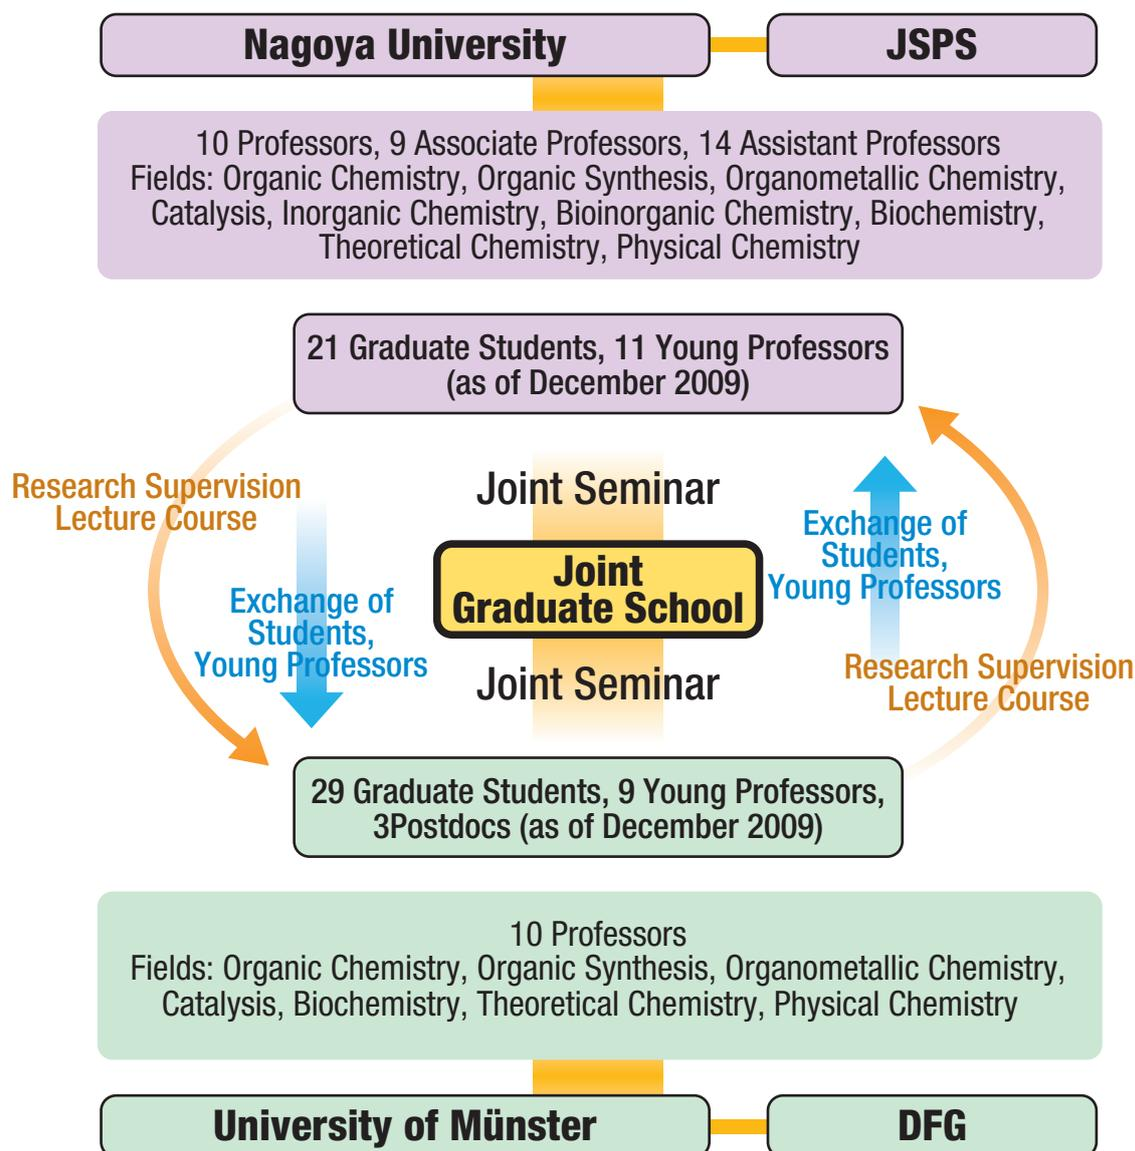 Nagoya University
JSPS
10 Professors, 9 Associate Professors, 14 Assistant Professors
Fields: Organic Chemistry, Organic Synthesis, Organometallic Chemistry,
Catalysis, Inorganic Chemistry, Bioinorganic Chemistry, Biochemistry,
Theoretical Chemistry, Physical Chemistry
21 Graduate Students, 11 Young Professors
(as of December 2009)
Research Supervision
Lecture Course
Exchange of
Students,
Young Professors
Joint Seminar
Joint
Graduate School
Joint Seminar
Exchange of
Students,
Young Professors
Research Supervision
Lecture Course
29 Graduate Students, 9 Young Professors,
3Postdocs (as of December 2009)
10 Professors
Fields: Organic Chemistry, Organic Synthesis, Organometallic Chemistry,
Catalysis, Biochemistry, Theoretical Chemistry, Physical Chemistry
University of Münster
DFG